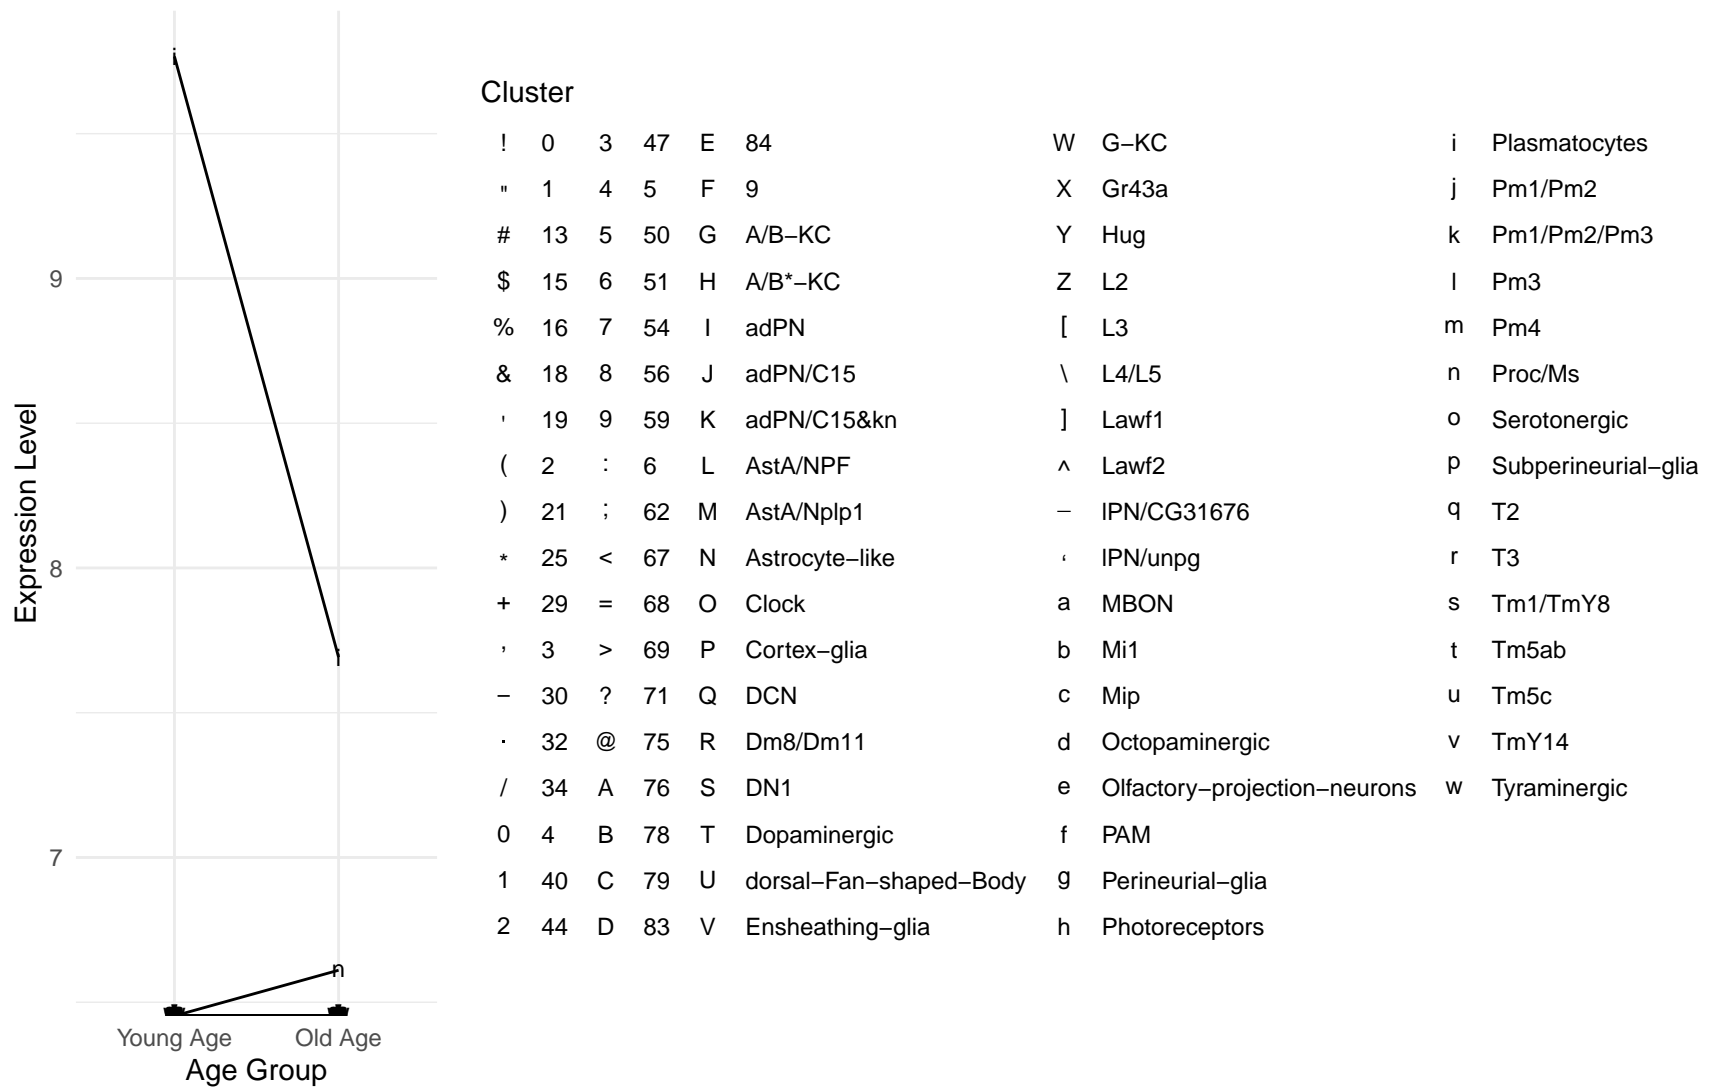 Cluster
! 0 3 47 E 84 W G−KC i Plasmatocytes
" 1 4 5 F 9 X Gr43a j Pm1/Pm2
# 13 5 50 G A/B−KC Y Hug k Pm1/Pm2/Pm3
$ 15 6 51 H A/B*−KC Z L2 l Pm3
% 16 7 54 I adPN [ L3 m Pm4
& 18 8 56 J adPN/C15 \ L4/L5 n Proc/Ms
' 19 9 59 K adPN/C15&kn ] Lawf1 o Serotonergic
( 2 : 6 L AstA/NPF ^ Lawf2 p Subperineurial−glia
) 21 ; 62 M AstA/Nplp1 − lPN/CG31676 q T2
* 25 < 67 N Astrocyte−like ‘ lPN/unpg r T3
+ 29 = 68 O Clock a MBON s Tm1/TmY8
, 3 > 69 P Cortex−glia b Mi1 t Tm5ab
− 30 ? 71 Q DCN c Mip u Tm5c
. 32 @ 75 R Dm8/Dm11 d Octopaminergic v TmY14
/ 34 A 76 S DN1 e Olfactory−projection−neurons w Tyraminergic
0 4 B 78 T Dopaminergic f PAM
1 40 C 79 U dorsal−Fan−shaped−Body g Perineurial−glia
2 44 D 83 V Ensheathing−glia h Photoreceptors
Expression Level
9
8
7
i
i
n
Young Age Old Age
Age Group